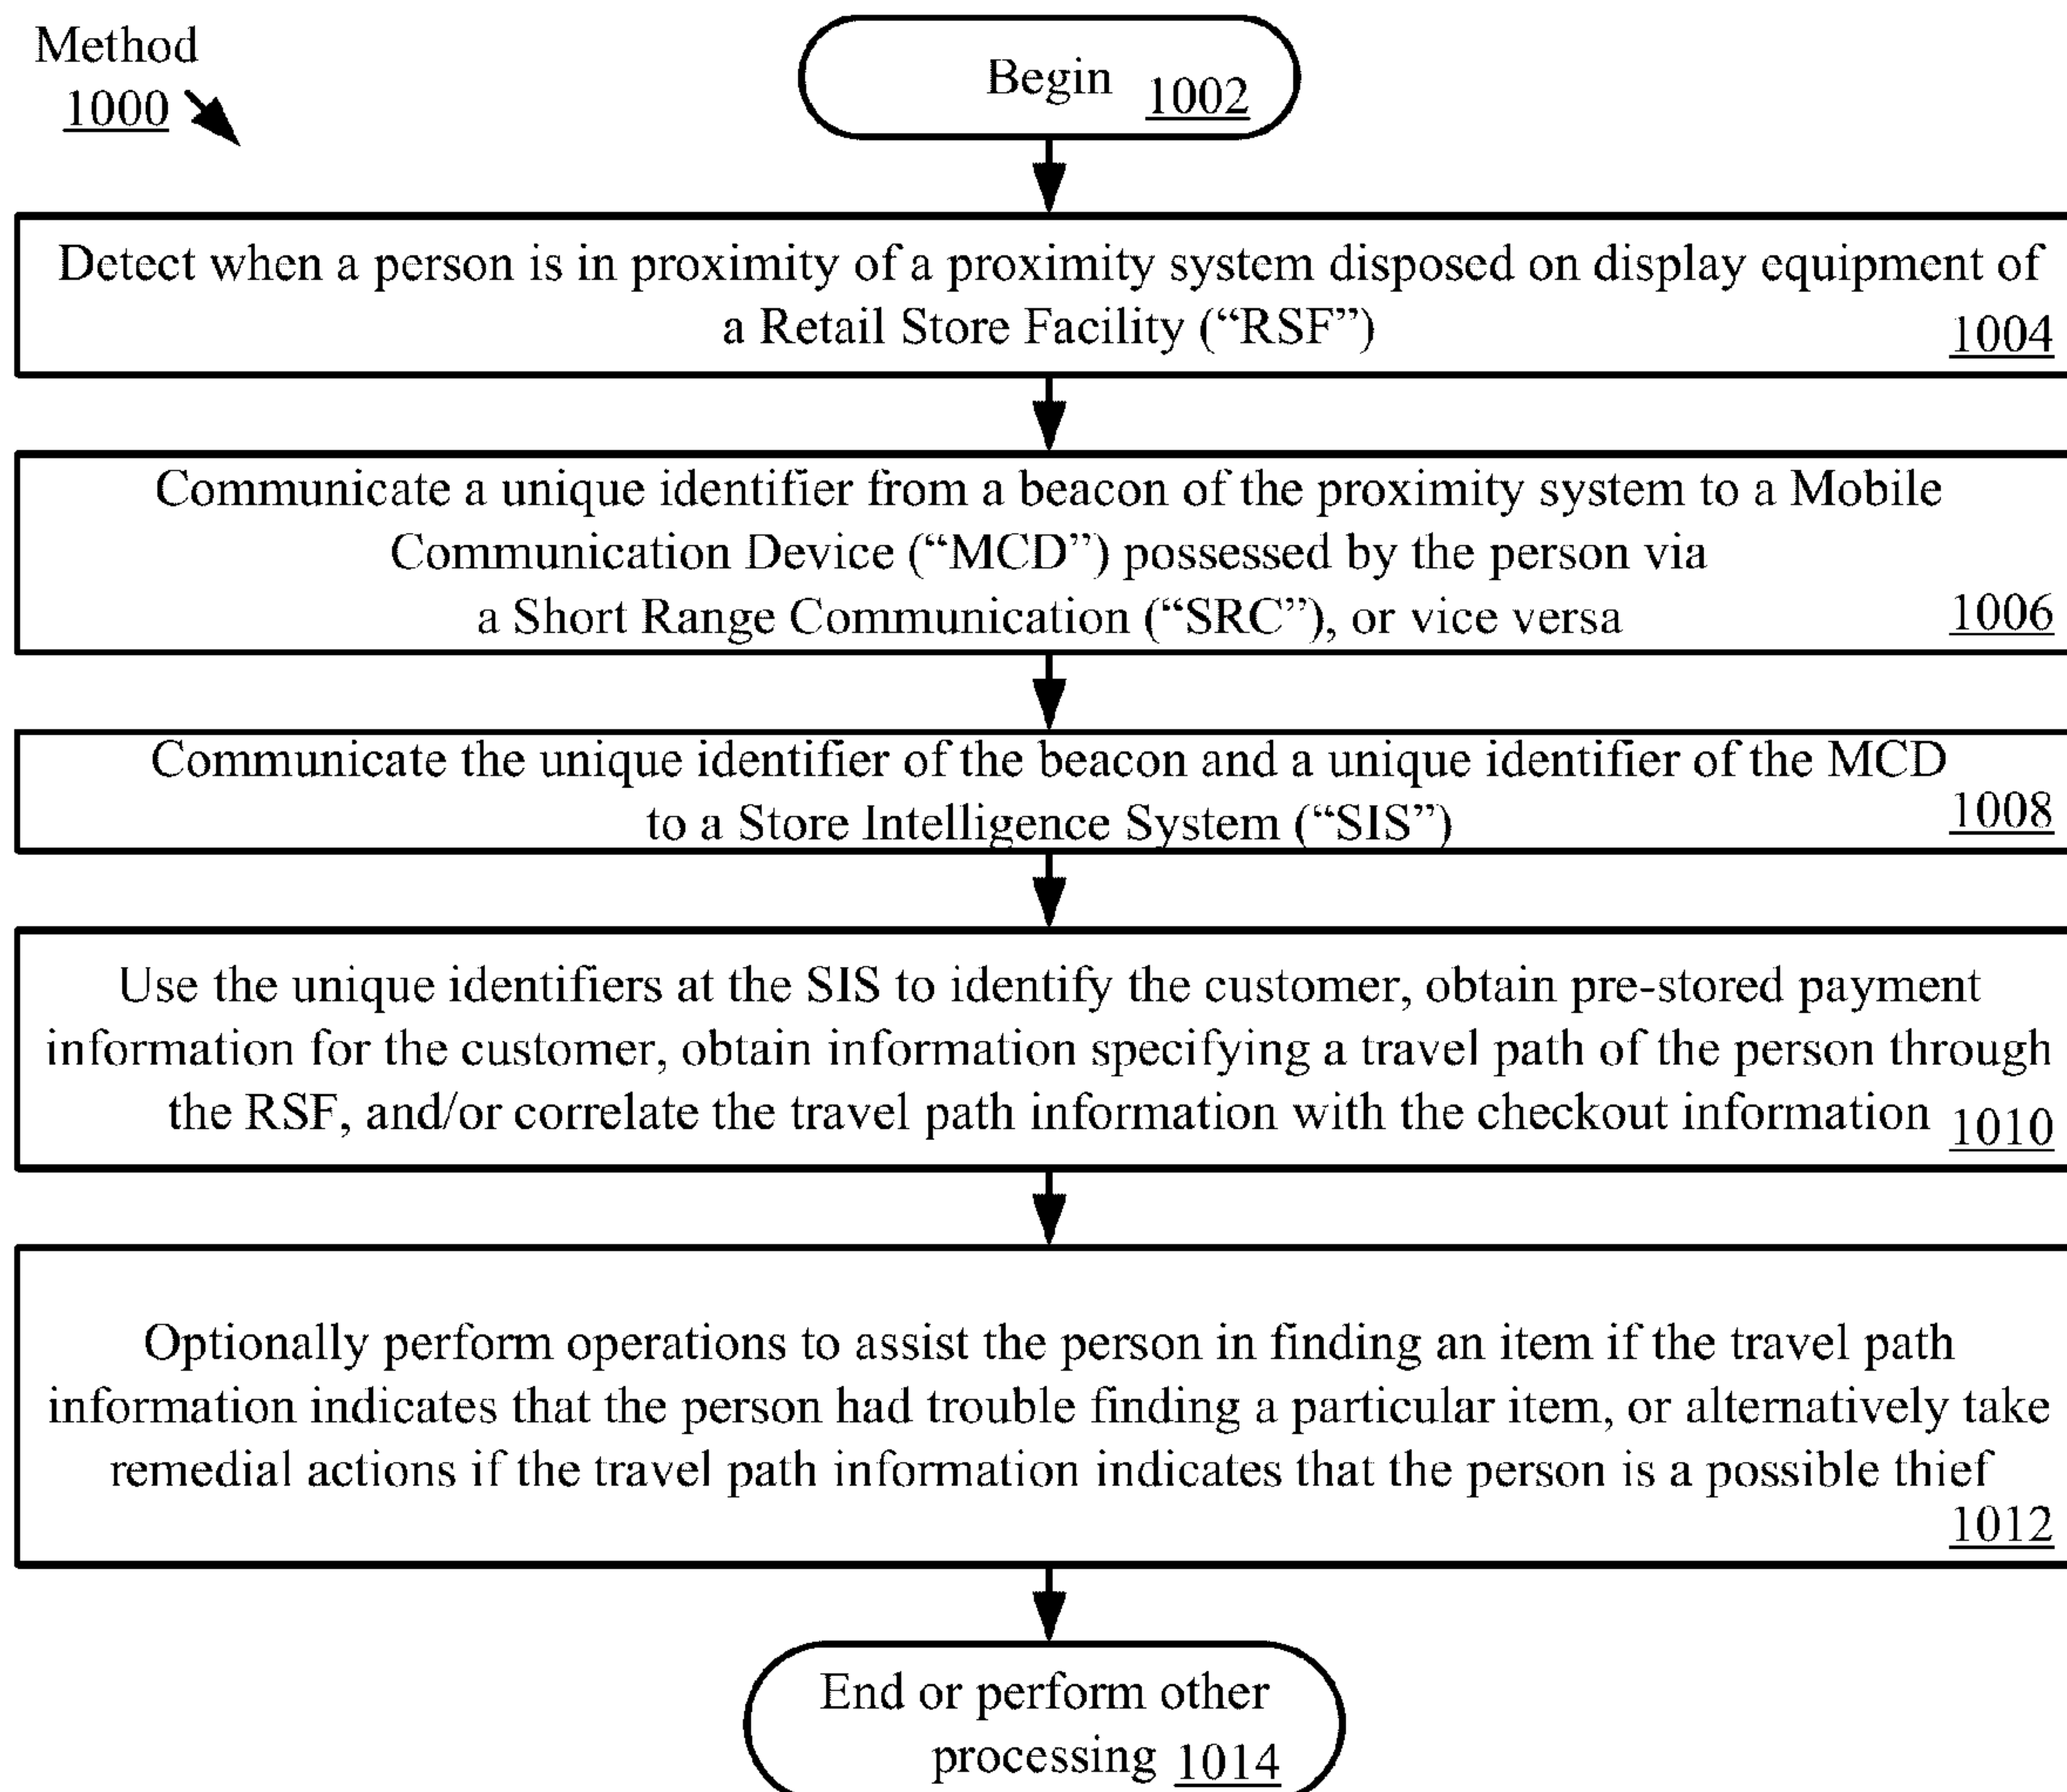 Method
1000
Begin 1002
Detect when a person is in proximity of a proximity system disposed on display equipment of
a Retail Store Facility (“RSF”)
1004
Communicate a unique identifier from a beacon of the proximity system to a Mobile
Communication Device (“MCD”) possessed by the person via
a Short Range Communication (“SRC”), or vice versa
1006
Communicate the unique identifier of the beacon and a unique identifier of the MCD
to a Store Intelligence System (“SIS”)
1008
Use the unique identifiers at the SIS to identify the customer, obtain pre-stored payment
information for the customer, obtain information specifying a travel path of the person through
the RSF, and/or correlate the travel path information with the checkout information
1010
Optionally perform operations to assist the person in finding an item if the travel path
information indicates that the person had trouble finding a particular item, or alternatively take
remedial actions if the travel path information indicates that the person is a possible thief
1012
End or perform other
processing 1014